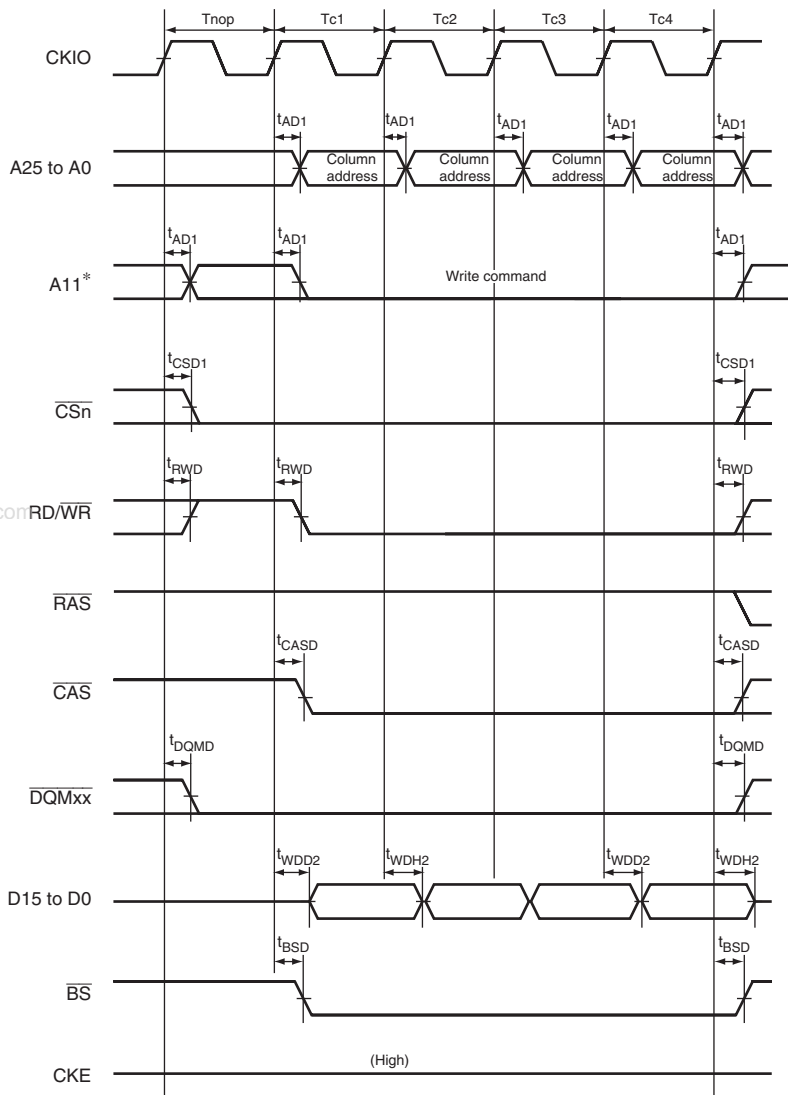 Tnop Tc1 Tc2 Tc3 Tc4
CKIO
tAD1 tAD1 tAD1 tAD1 tAD1
A25 to A0
Column address Column address Column address Column address
tAD1 tAD1 tAD1
A11*
Write command
tCSD1 tCSD1
CSn
tRWD tRWD tRWD
com
RD/WR
RAS
tCASD tCASD
CAS
tDQMD tDQMD
DQMxx
tWDD2 tWDH2 tWDD2 tWDH2
D15 to D0
tBSD tBSD
BS
(High)
CKE